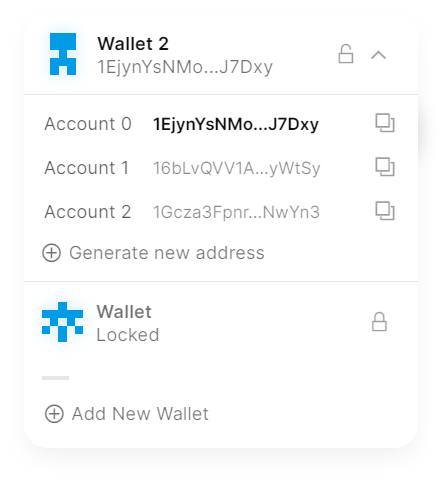 Wallet 2
1EjynYsNMo...J7Dxy
Account 0 1EjynYsNMo...J7Dxy
Account 1 16bLvQVV1A...yWtSy
Account 2 1Gcza3Fpnr...NwYn3
Generate new address
Wallet
Locked
Add New Wallet